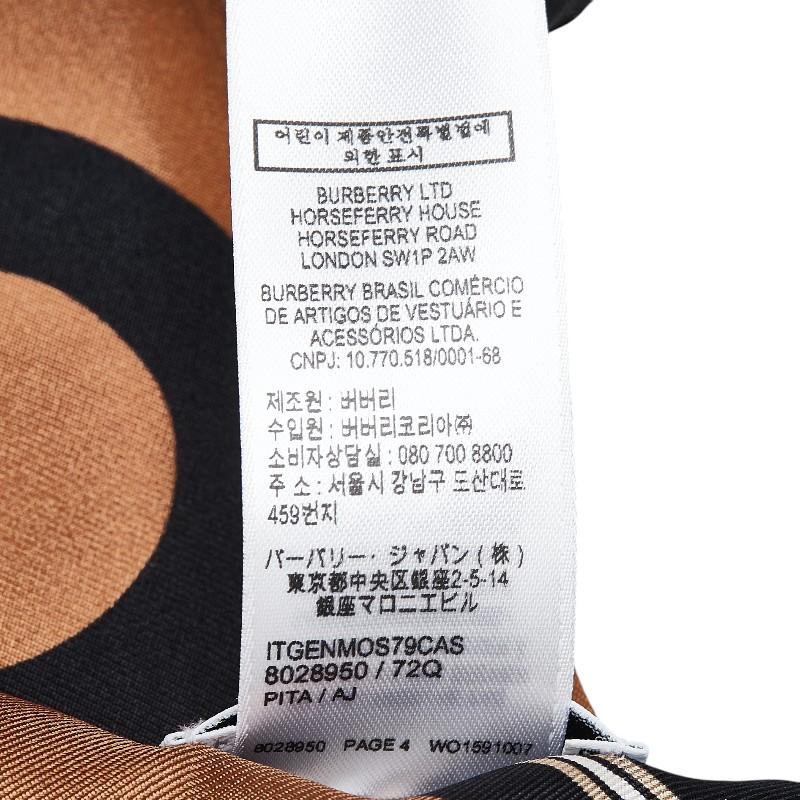 어린이 제품안전특별법에
의한 표시
BURBERRY LTD
HORSEFERRY HOUSE
HORSEFERRY ROAD
LONDON SW1P 2AW
BURBERRY BRASIL COMÉRCIO
DE ARTIGOS DE VESTUÁRIO E
ACESSÓRIOS LTDA.
CNPJ: 10.770.518/0001-68
제조원 : 버버리
수입원 : 버버리코리아㈜
소비자상담실 : 080 700 8800
주 소 : 서울시 강남구 도산대로
459번지
バーバリー・ジャパン ( 株 )
東京都中央区銀座2-5-14
銀座マロニエビル
ITGENMOS79CAS
8028950 / 72Q
PITA / AJ
8028950 PAGE 4 WO1591007